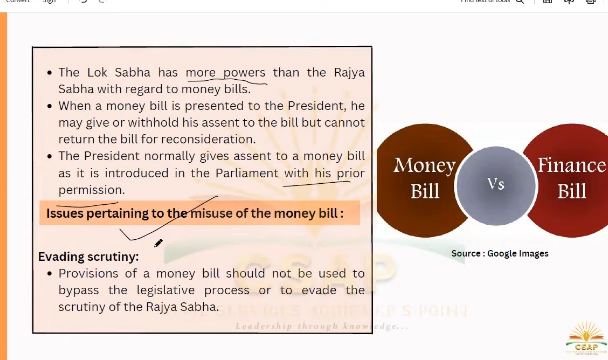 • The Lok Sabha has more powers than the Rajya
Sabha with regard to money bills.
• When a money bill is presented to the President, he
may give or withhold his assent to the bill but cannot
return the bill for reconsideration.
• The President normally gives assent to a money bill
as it is introduced in the Parliament with his prior
permission.
Issues pertaining to the misuse of the money bill :
Evading scrutiny:
• Provisions of a money bill should not be used to
bypass the legislative process or to evade the
scrutiny of the Rajya Sabha.
Money
Bill
Vs
Finance
Bill
Source : Google Images
CSAP
Leadership through knowledge...
CSAP